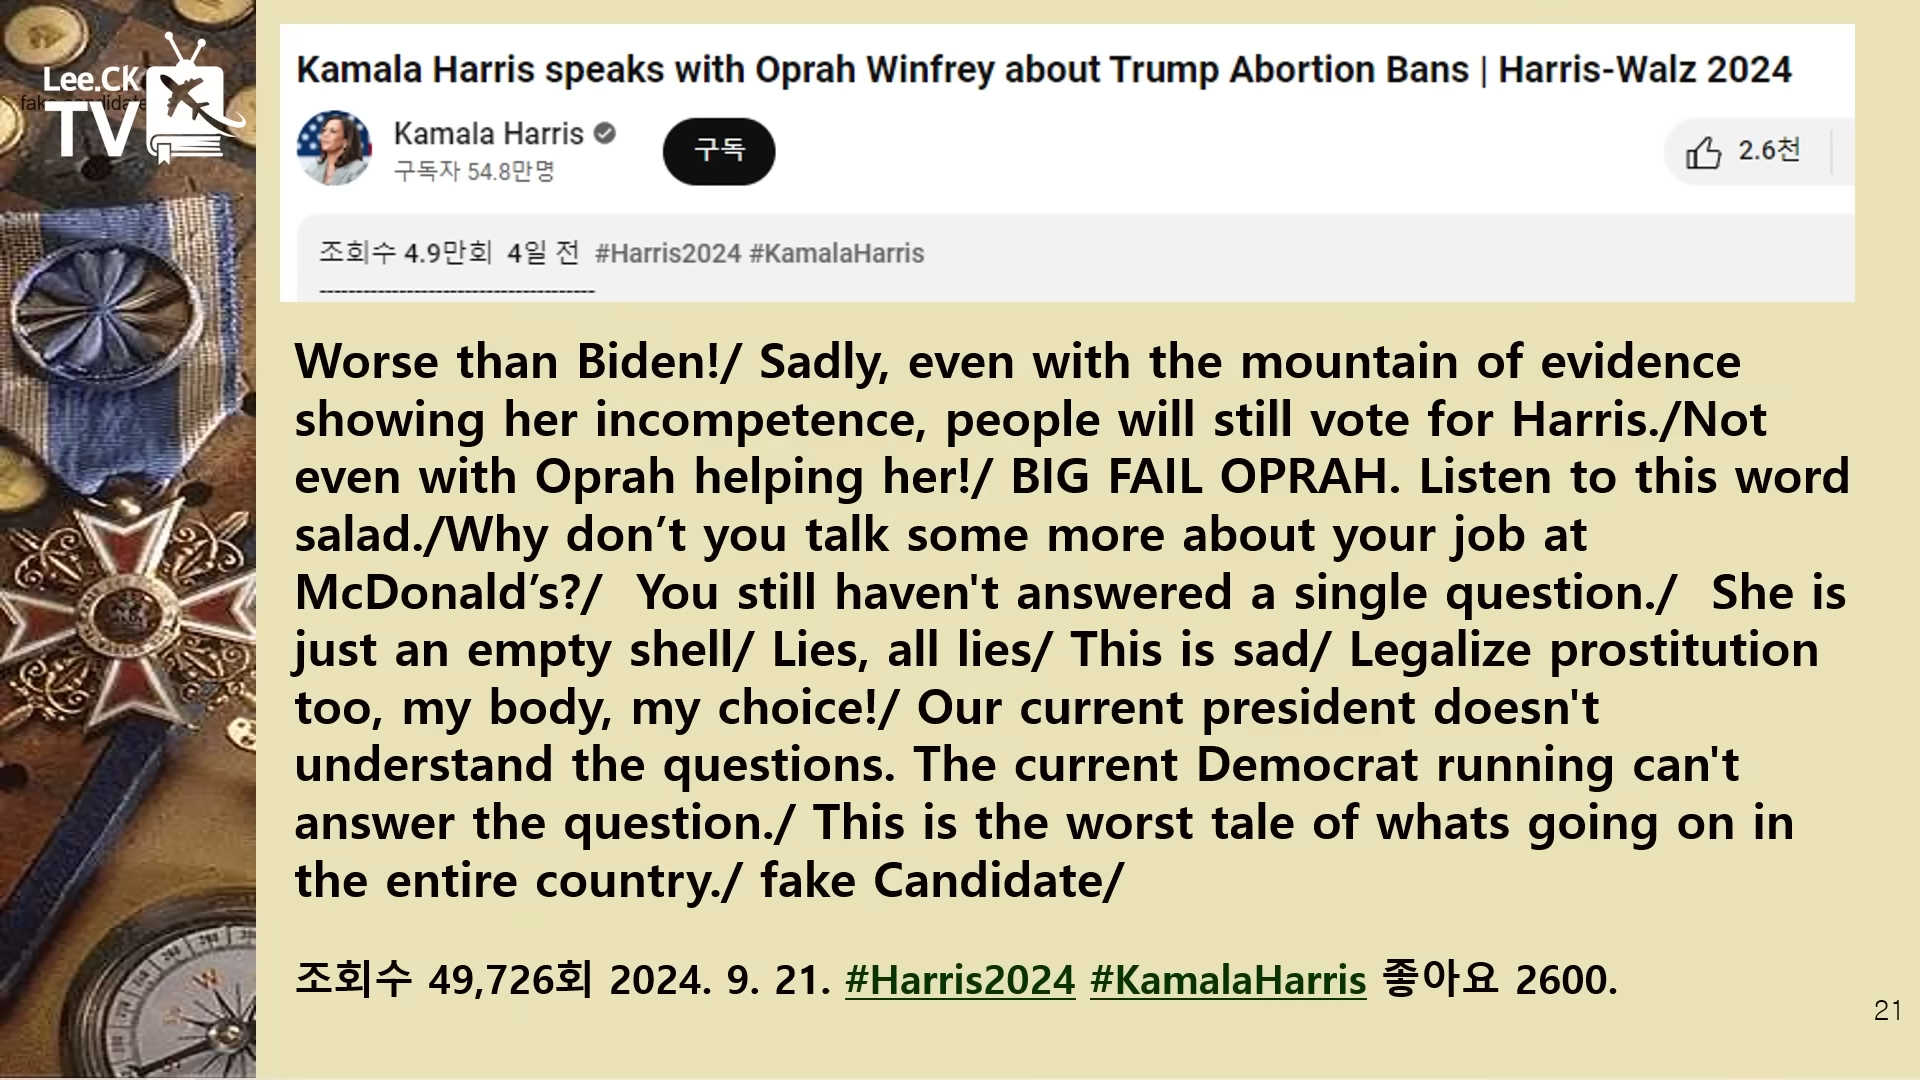 Lee.CK
fake candidate
TV
Kamala Harris speaks with Oprah Winfrey about Trump Abortion Bans | Harris-Walz 2024
Kamala Harris
구독자 54.8만명
구독
2.6천
조회수 4.9만회 4일 전 #Harris2024 #KamalaHarris
-------------------------------------
Worse than Biden!/ Sadly, even with the mountain of evidence
showing her incompetence, people will still vote for Harris./Not
even with Oprah helping her!/ BIG FAIL OPRAH. Listen to this word
salad./Why don’t you talk some more about your job at
McDonald’s?/ You still haven't answered a single question./ She is
just an empty shell/ Lies, all lies/ This is sad/ Legalize prostitution
too, my body, my choice!/ Our current president doesn't
understand the questions. The current Democrat running can't
answer the question./ This is the worst tale of whats going on in
the entire country./ fake Candidate/
조회수 49,726회 2024. 9. 21. #Harris2024 #KamalaHarris 좋아요 2600.
21